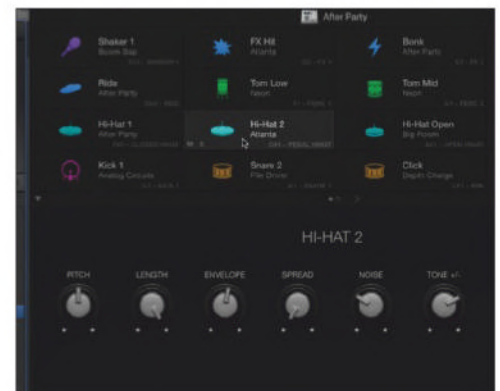 After Party
Shaker 1
Boom Bap
FX Hit
Atlanta
Bonk
After Party
Ride
After Party
Tom Low
Neon
Tom Mid
Neon
Hi-Hat 1
After Party
Hi-Hat 2
Atlanta
Hi-Hat Open
Big Room
Kick 1
Analog Circuits
Snare 2
Pile Driver
Click
Depth Charge
HI-HAT 2
PITCH
LENGTH
ENVELOPE
SPREAD
NOISE
TONE +/-